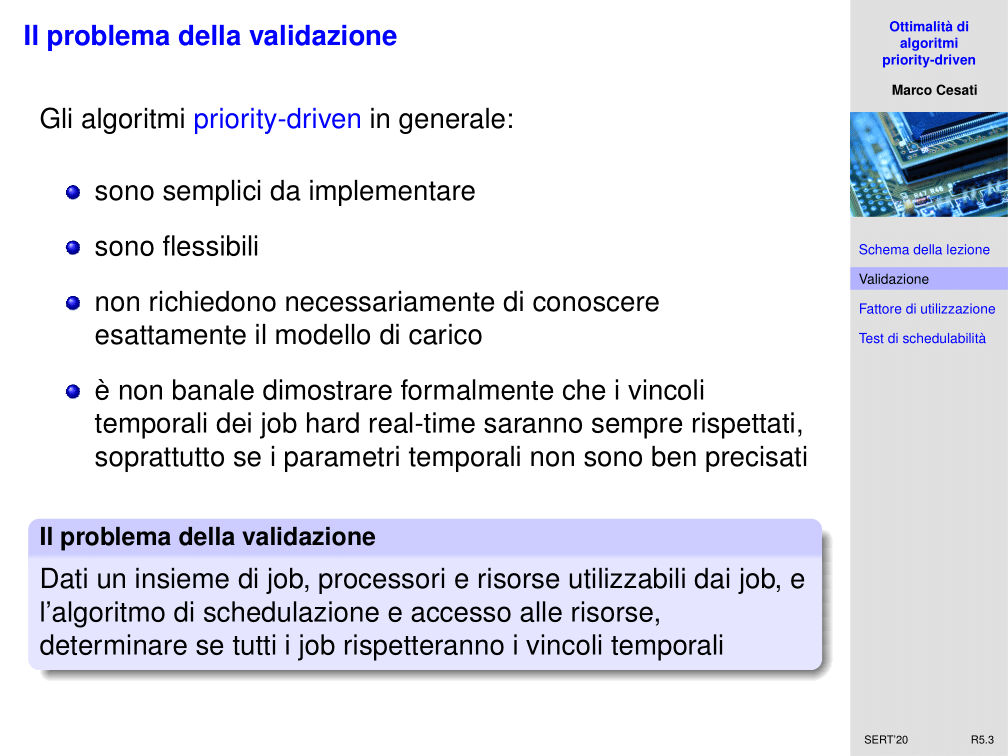 Il problema della validazione
Gli algoritmi priority-driven in generale:
sono semplici da implementare
sono flessibili
non richiedono necessariamente di conoscere
esattamente il modello di carico
è non banale dimostrare formalmente che i vincoli
temporali dei job hard real-time saranno sempre rispettati,
soprattutto se i parametri temporali non sono ben precisati
Il problema della validazione
Dati un insieme di job, processori e risorse utilizzabili dai job, e
l'algoritmo di schedulazione e accesso alle risorse,
determinare se tutti i job rispetteranno i vincoli temporali
Ottimalità di
algoritmi
priority-driven
Marco Cesati
R47 R48
Schema della lezione
Validazione
Fattore di utilizzazione
Test di schedulabilità
SERT'20 R5.3